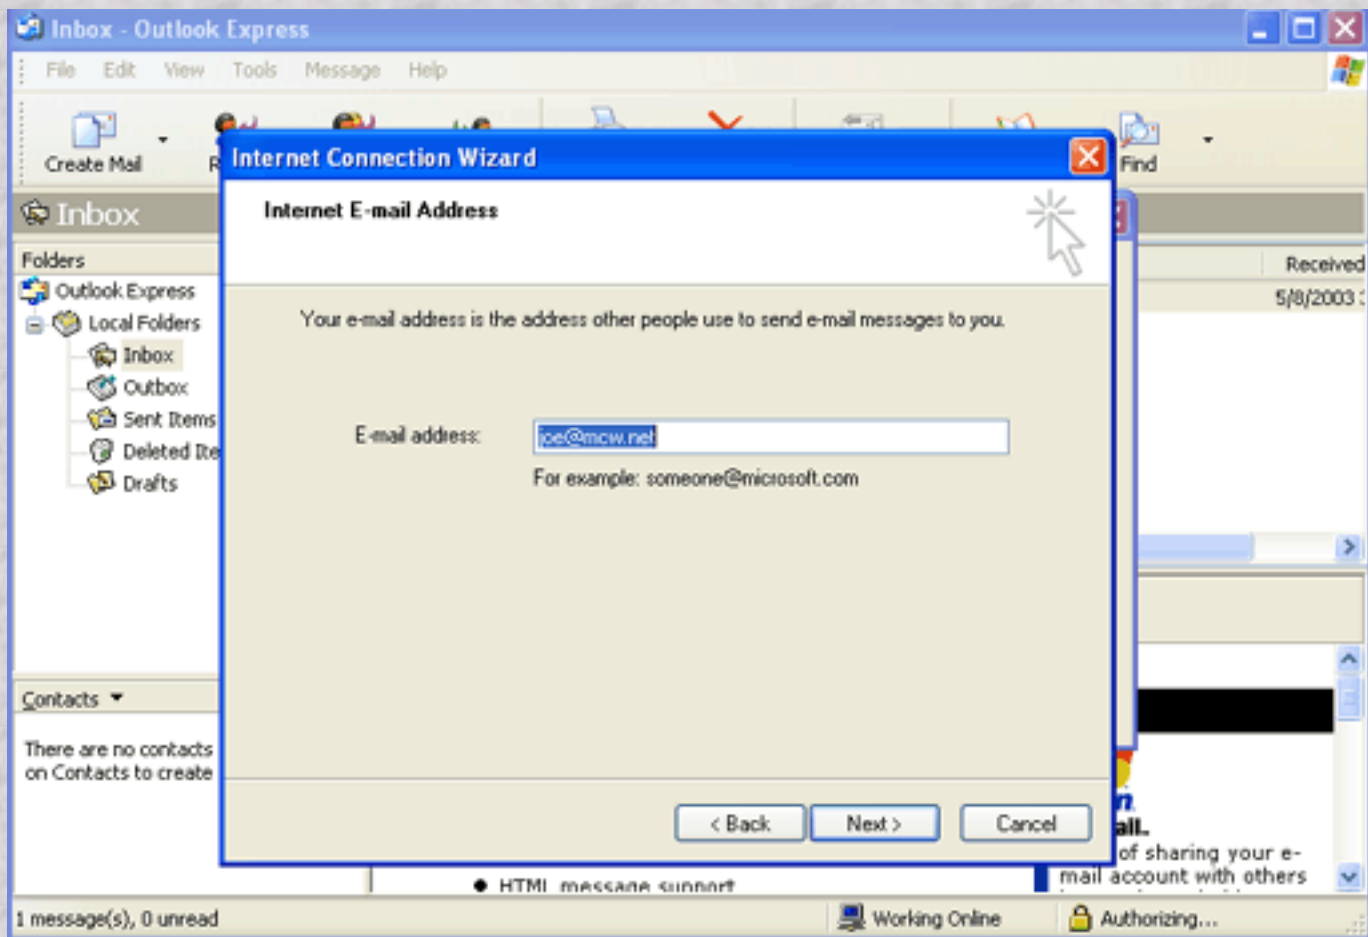 Inbox - Outlook Express
File Edit View Tools Message Help
Create Mail
Find
Internet Connection Wizard
Inbox
Internet E-mail Address
Folders
Received
Outlook Express
5/8/2003
Local Folders
Your e-mail address is the address other people use to send e-mail messages to you.
Inbox
Outbox
Sent Items
E-mail address: joe@mcw.net
Deleted Ite
For example: someone@microsoft.com
Drafts
Contacts
There are no contacts
on Contacts to create
< Back Next > Cancel
all.
of sharing your e-
mail account with others
HTML message support
1 message(s), 0 unread
Working Online
Authorizing...